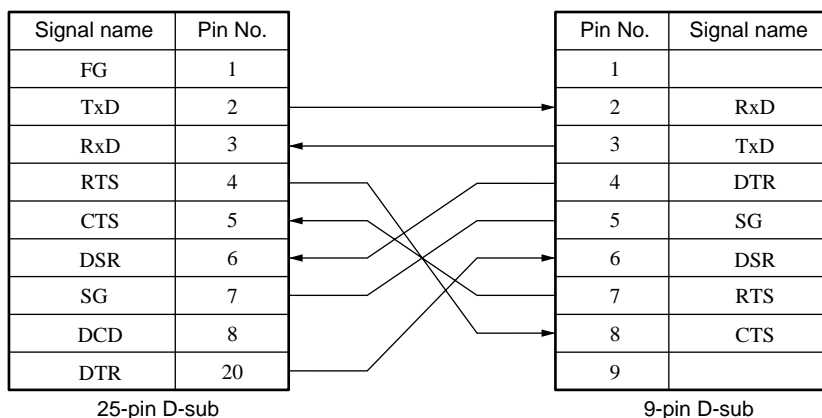 Signal name Pin No. Pin No. Signal name
FG 1 1
TxD 2 2 RxD
RxD 3 3 TxD
RTS 4 4 DTR
CTS 5 5 SG
DSR 6 6 DSR
SG 7 7 RTS
DCD 8 8 CTS
DTR 20 9
25-pin D-sub 9-pin D-sub